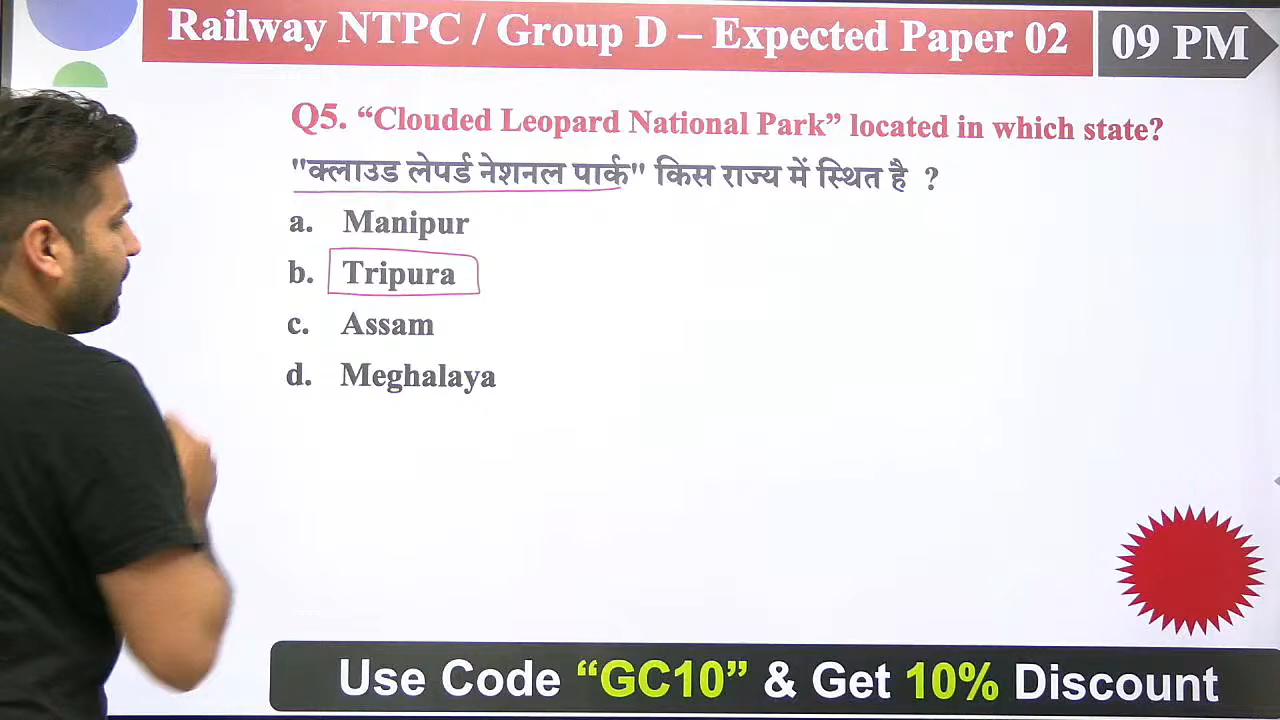 Railway NTPC / Group D – Expected Paper 02
09 PM
Q5. “Clouded Leopard National Park” located in which state?
"क्लाउड लेपर्ड नेशनल पार्क" किस राज्य में स्थित है ?
a. Manipur
b. Tripura
c. Assam
d. Meghalaya
Use Code “GC10” & Get 10% Discount